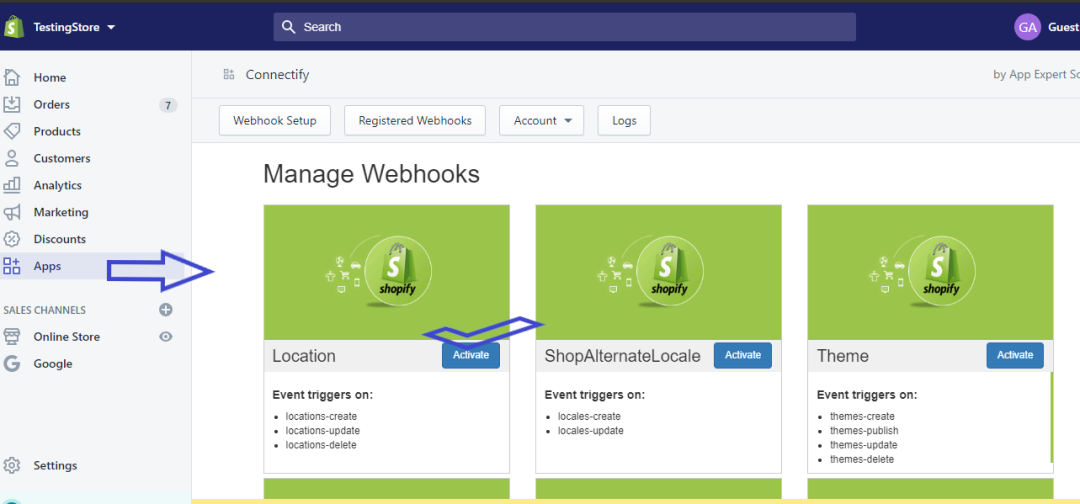 TestingStore
Search
GA Guest
Home
Orders 7
Products
Customers
Analytics
Marketing
Discounts
Apps
SALES CHANNELS
Online Store
Google
Settings
Connectify
by App Expert So
Webhook Setup Registered Webhooks Account Logs
Manage Webhooks
shopify
Location Activate
Event triggers on:
locations-create
locations-update
locations-delete
shopify
ShopAlternateLocale Activate
Event triggers on:
locales-create
locales-update
shopify
Theme Activate
Event triggers on:
themes-create
themes-publish
themes-update
themes-delete